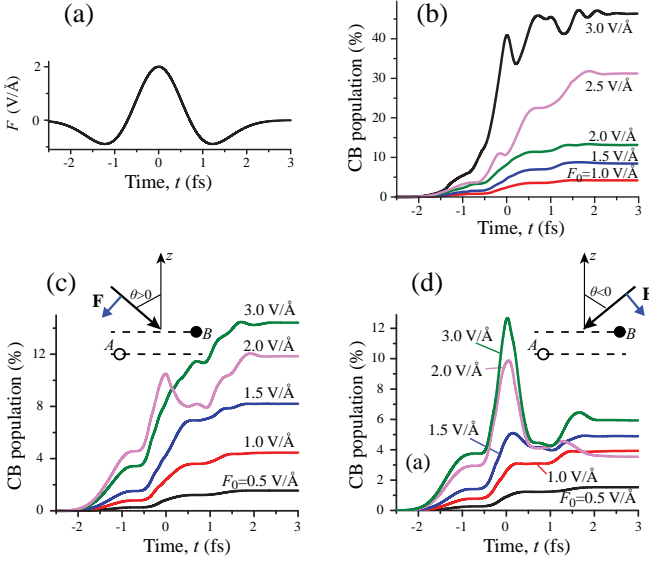 (a)
F (V/Å)
2
0
-2 -1 0 1 2 3
Time, t (fs)
(b)
CB population (%)
40
30
20
10
0
3.0 V/Å
2.5 V/Å
2.0 V/Å
1.5 V/Å
F₀=1.0 V/Å
-2 -1 0 1 2 3
Time, t (fs)
(c)
z
F
θ>0
B
A
CB population (%)
12
8
4
0
3.0 V/Å
2.0 V/Å
1.5 V/Å
1.0 V/Å
F₀=0.5 V/Å
-2 -1 0 1 2 3
Time, t (fs)
(d)
z
θ<0
F
A
B
CB population (%)
12
10
8
6
4
2
0
3.0 V/Å
2.0 V/Å
1.5 V/Å
(a)
1.0 V/Å
F₀=0.5 V/Å
-2 -1 0 1 2 3
Time, t (fs)